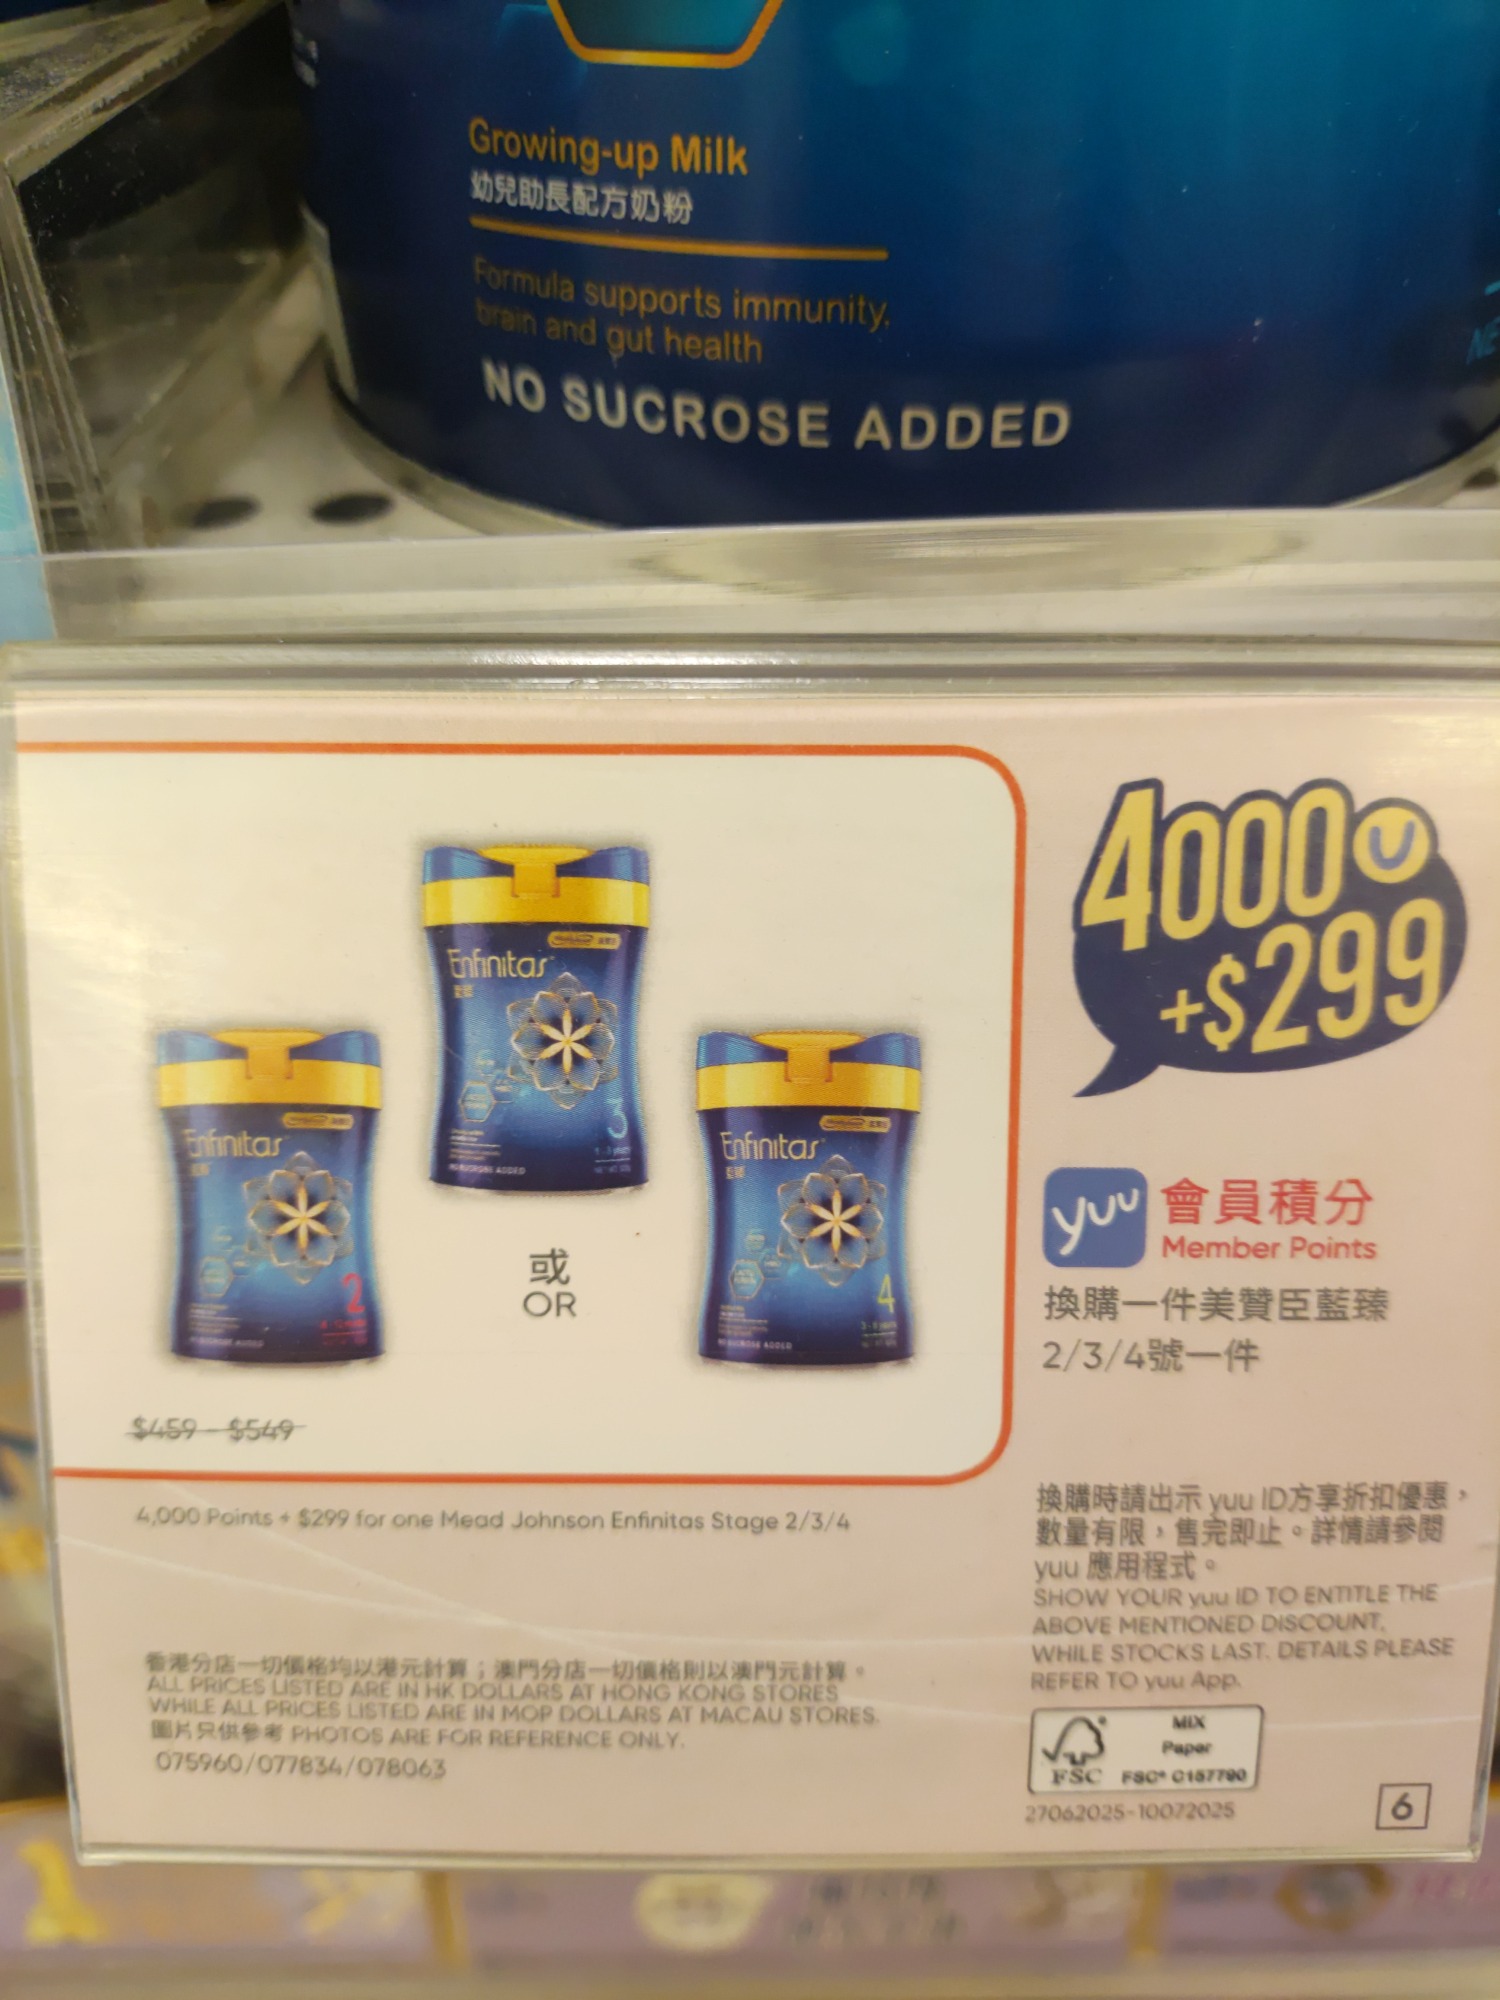 Growing-up Milk
幼兒助長配方奶粉
Formula supports immunity,
brain and gut health
NO SUCROSE ADDED
4000
+$299
Enfinitas
3
NO SUCROSE ADDED
Enfinitas
2
Enfinitas
4
NO SUCROSE ADDED
或
OR
$459 - $549
yuu 會員積分
Member Points
換購一件美贊臣藍臻
2/3/4號一件
4,000 Points + $299 for one Mead Johnson Enfinitas Stage 2/3/4
換購時請出示 yuu ID方享折扣優惠，
數量有限，售完即止。詳情請參閱
yuu 應用程式。
SHOW YOUR yuu ID TO ENTITLE THE
ABOVE MENTIONED DISCOUNT,
WHILE STOCKS LAST. DETAILS PLEASE
REFER TO yuu App.
香港分店一切價格均以港元計算；澳門分店一切價格則以澳門元計算。
ALL PRICES LISTED ARE IN HK DOLLARS AT HONG KONG STORES
WHILE ALL PRICES LISTED ARE IN MOP DOLLARS AT MACAU STORES.
圖片只供參考 PHOTOS ARE FOR REFERENCE ONLY.
075960/077834/078063
MIX
Paper
FSC FSC® C157790
27062025-10072025
6